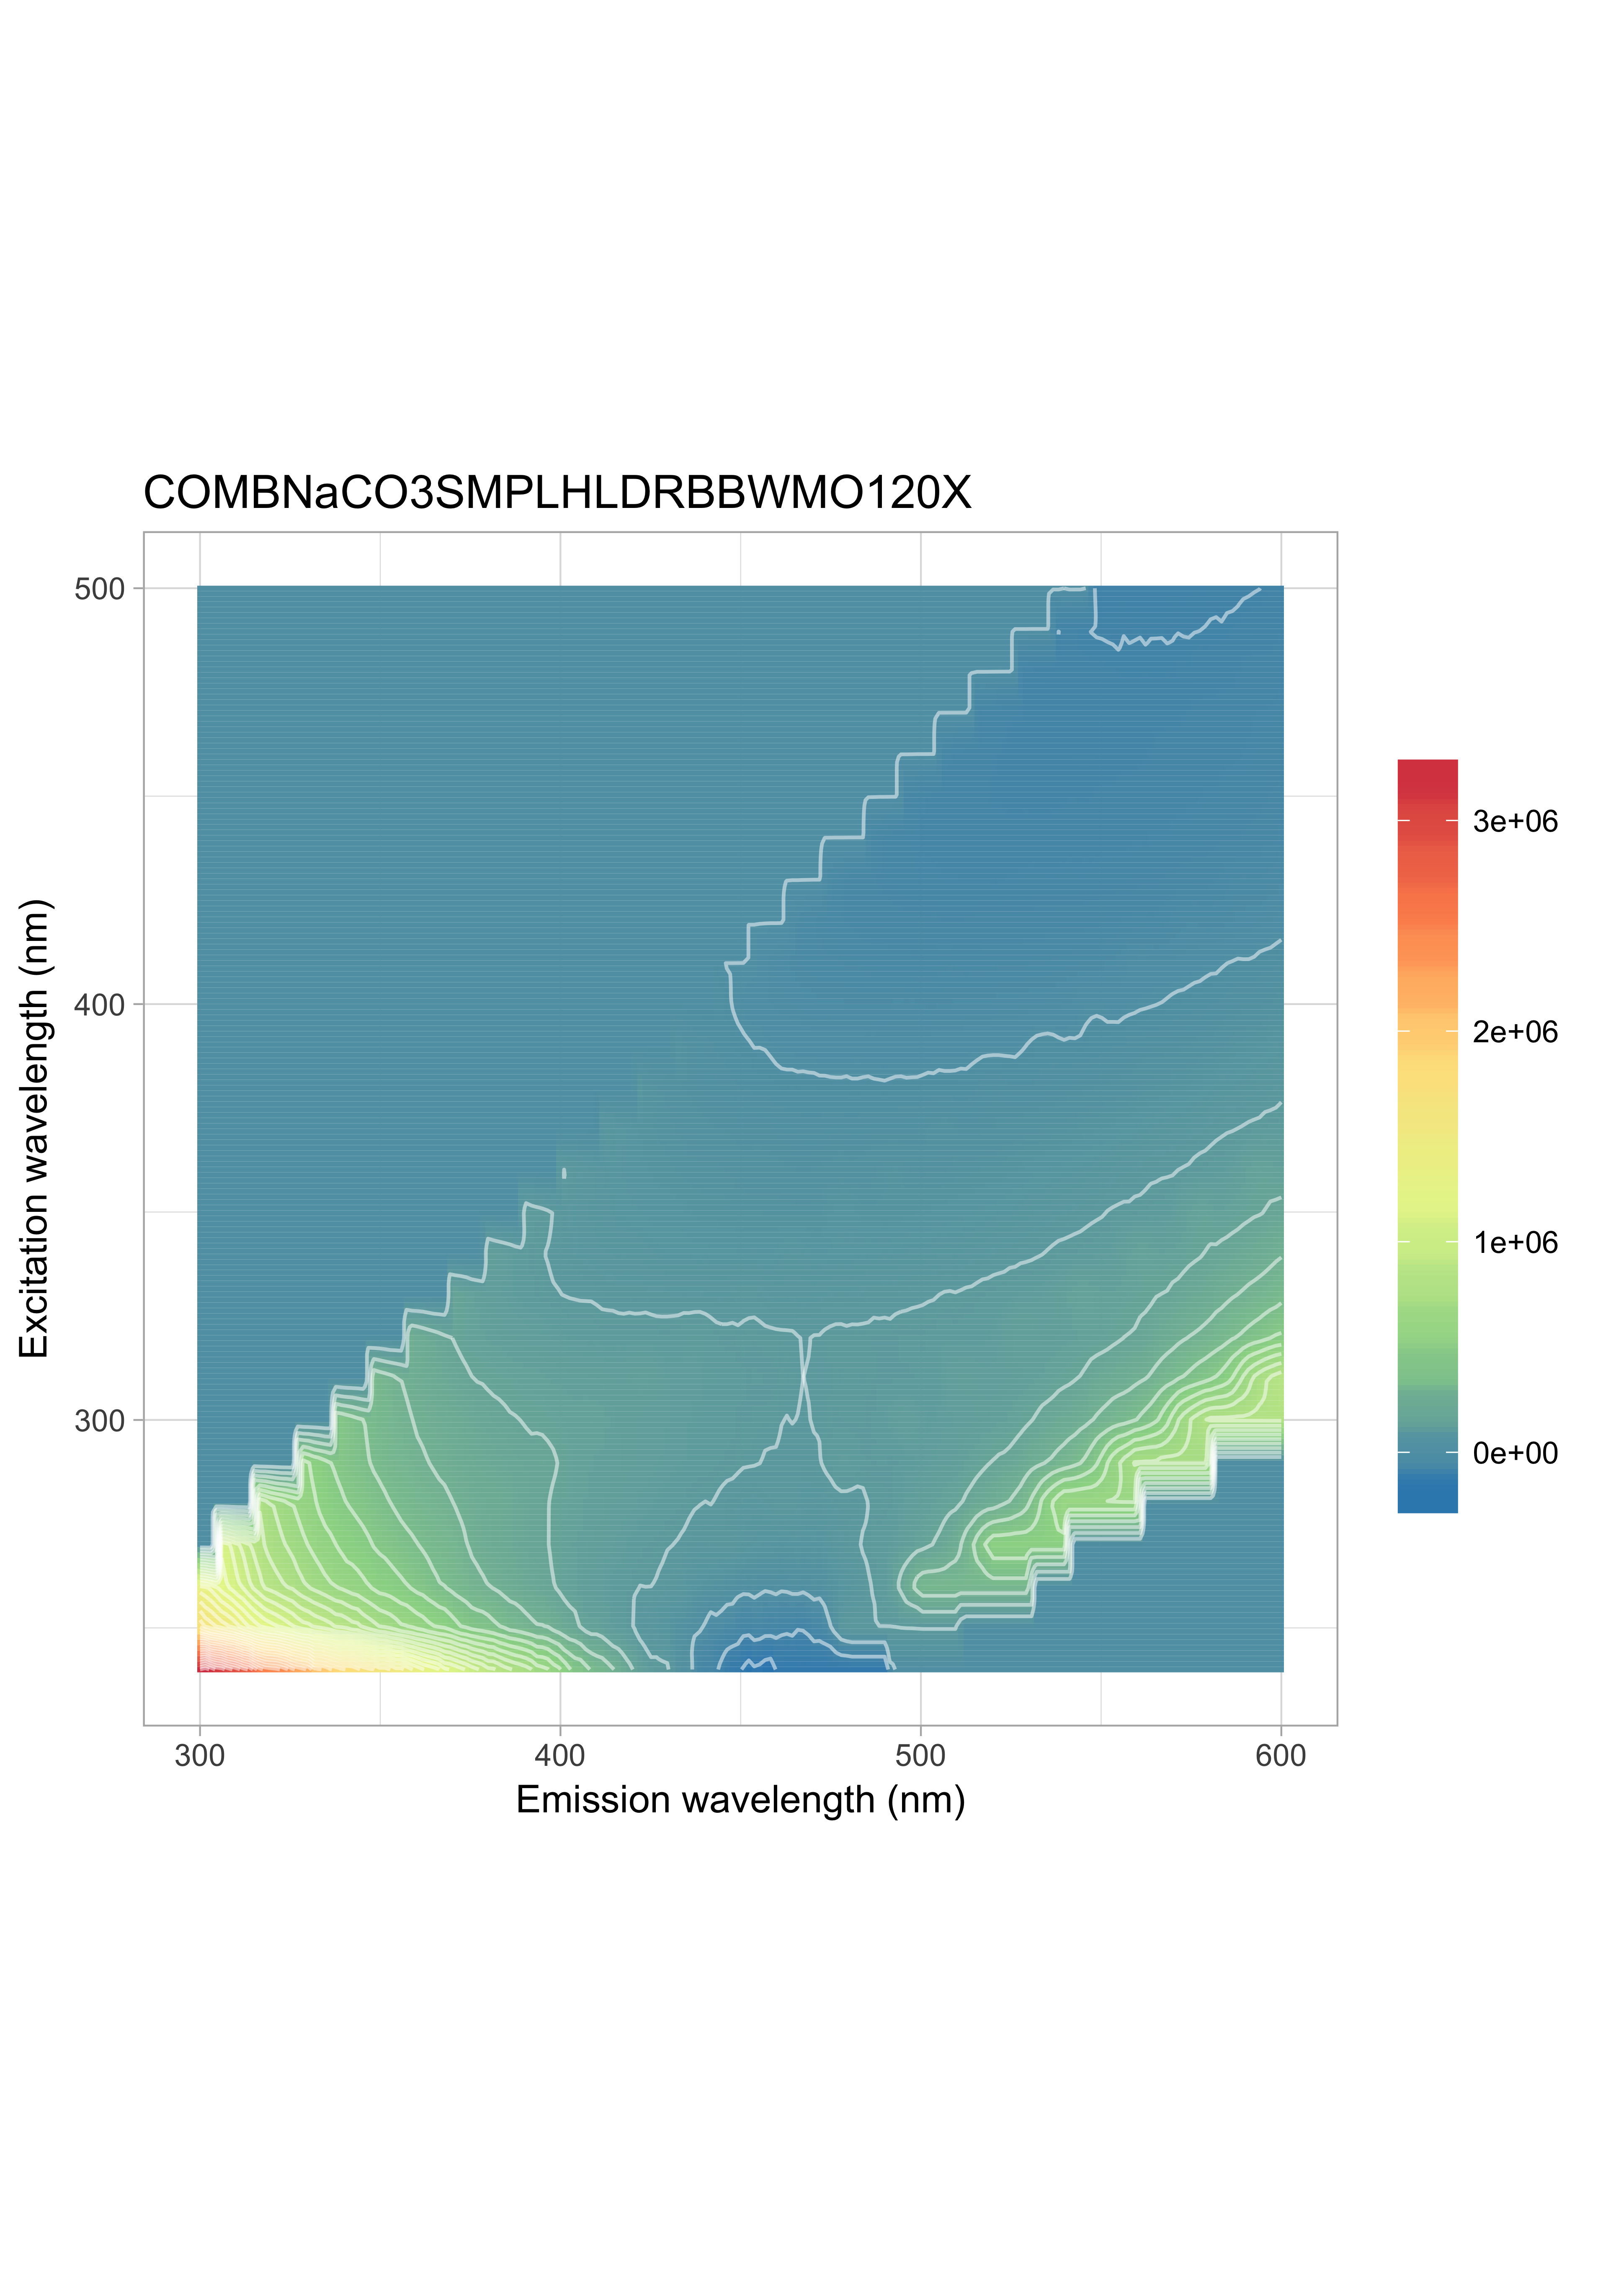 COMBNaCO3SMPLHLDRBBWMO120X
500
400
300
Excitation wavelength (nm)
300
400
500
600
Emission wavelength (nm)
3e+06
2e+06
1e+06
0e+00